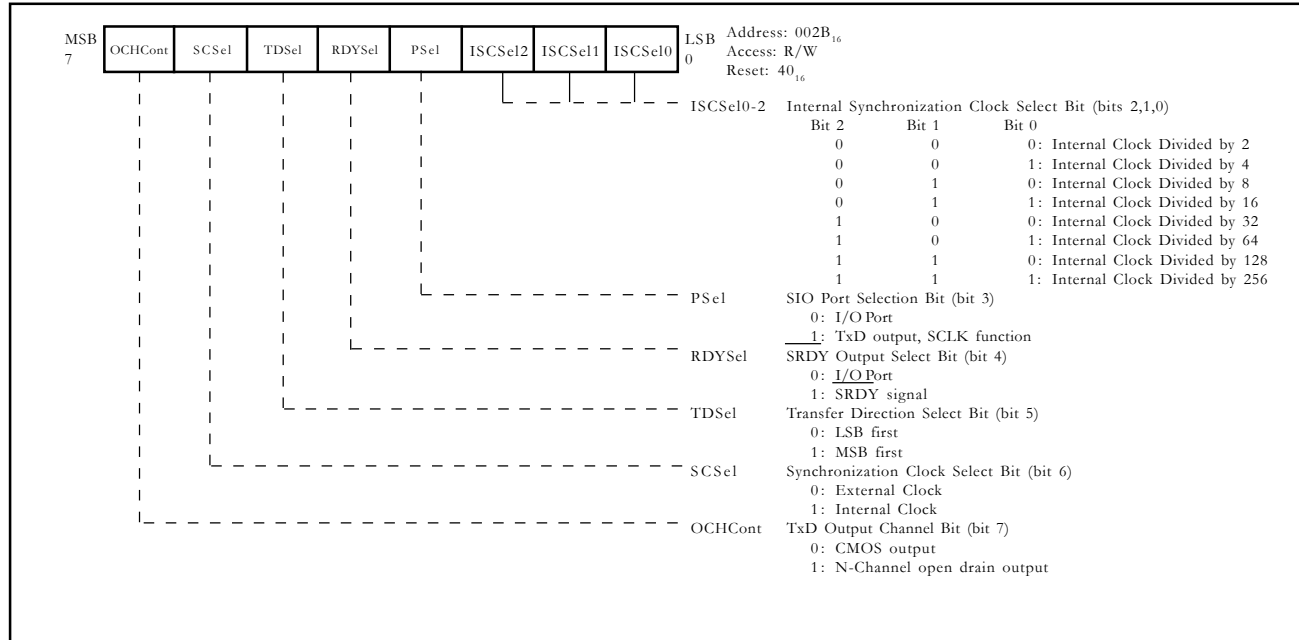 MSB 7 OCHCont SCSel TDSel RDYSel PSel ISCSel2 ISCSel1 ISCSel0 LSB 0
Address: 002B₁₆
Access: R/W
Reset: 40₁₆
ISCSel0-2 Internal Synchronization Clock Select Bit (bits 2,1,0)
Bit 2 Bit 1 Bit 0
0 0 0: Internal Clock Divided by 2
0 0 1: Internal Clock Divided by 4
0 1 0: Internal Clock Divided by 8
0 1 1: Internal Clock Divided by 16
1 0 0: Internal Clock Divided by 32
1 0 1: Internal Clock Divided by 64
1 1 0: Internal Clock Divided by 128
1 1 1: Internal Clock Divided by 256
PSel SIO Port Selection Bit (bit 3)
0: I/O Port
1: TxD output, SCLK function
RDYSel SRDY Output Select Bit (bit 4)
0: I/O Port
1: SRDY signal
TDSel Transfer Direction Select Bit (bit 5)
0: LSB first
1: MSB first
SCSel Synchronization Clock Select Bit (bit 6)
0: External Clock
1: Internal Clock
OCHCont TxD Output Channel Bit (bit 7)
0: CMOS output
1: N-Channel open drain output